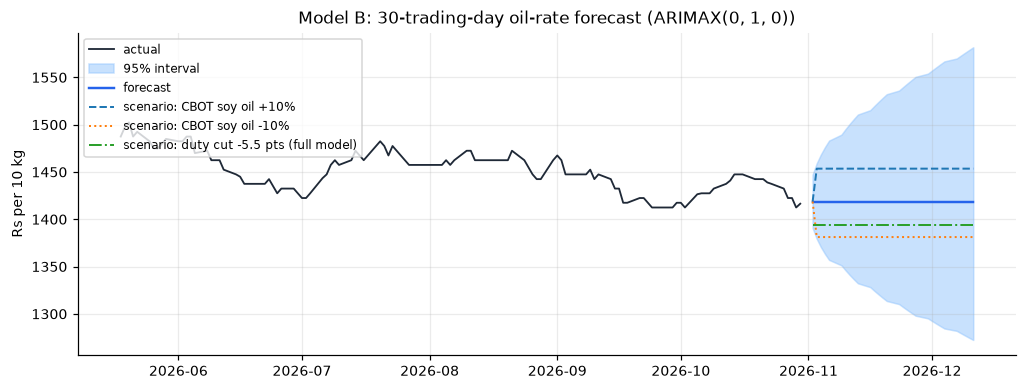 Model B: 30-trading-day oil-rate forecast (ARIMAX(0, 1, 0))
actual
95% interval
forecast
scenario: CBOT soy oil +10%
scenario: CBOT soy oil -10%
scenario: duty cut -5.5 pts (full model)
Rs per 10 kg
1550
1500
1450
1400
1350
1300
2026-06
2026-07
2026-08
2026-09
2026-10
2026-11
2026-12